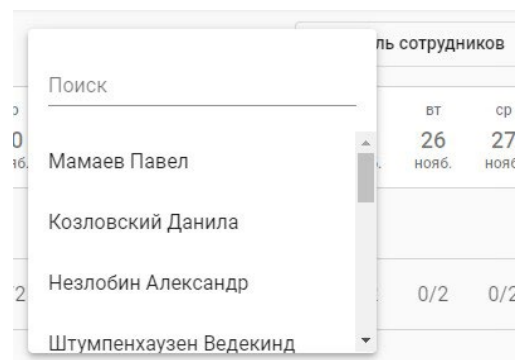 ль сотрудников
Поиск
вт
ср
26
27
нояб.
Мамаев Павел
Козловский Данила
Незлобин Александр
0/2
0/2
Штумпенхаузен Ведекинд